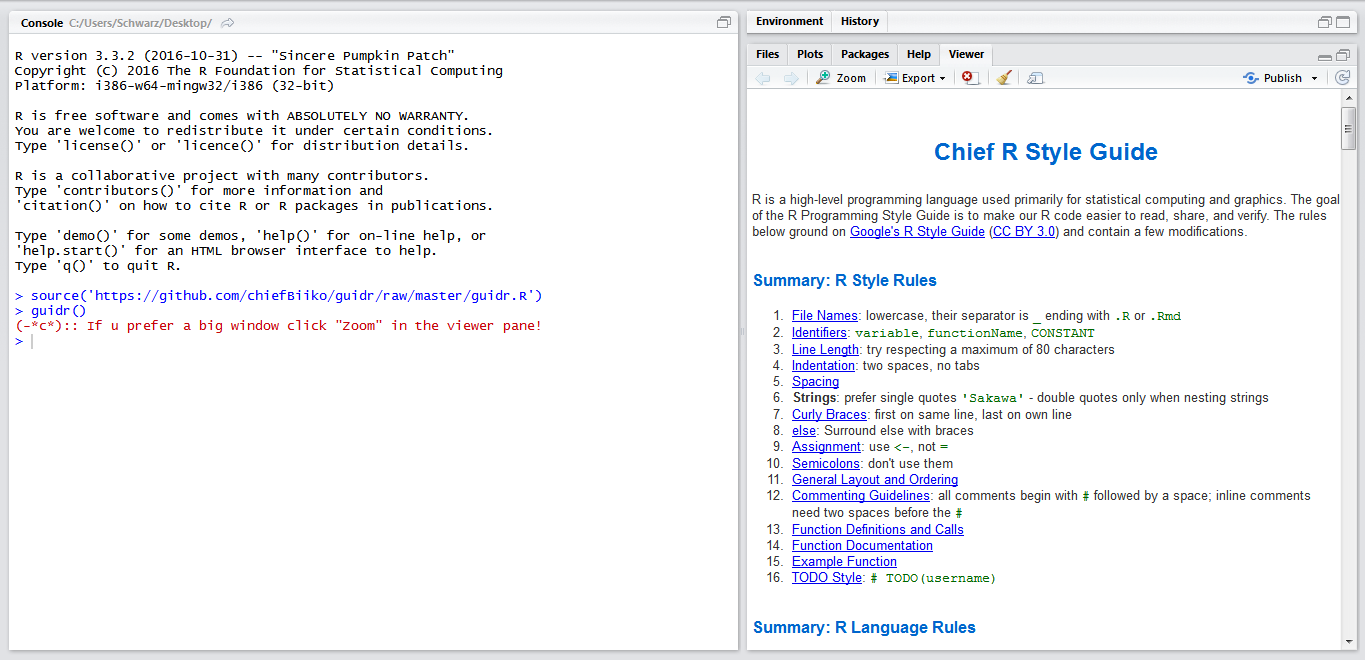 Console C:/Users/Schwarz/Desktop/
R version 3.3.2 (2016-10-31) -- "Sincere Pumpkin Patch"
Copyright (C) 2016 The R Foundation for Statistical Computing
Platform: i386-w64-mingw32/i386 (32-bit)
R is free software and comes with ABSOLUTELY NO WARRANTY.
You are welcome to redistribute it under certain conditions.
Type 'license()' or 'licence()' for distribution details.
R is a collaborative project with many contributors.
Type 'contributors()' for more information and
'citation()' on how to cite R or R packages in publications.
Type 'demo()' for some demos, 'help()' for on-line help, or
'help.start()' for an HTML browser interface to help.
Type 'q()' to quit R.
> source('https://github.com/chiefBiiko/guidr/raw/master/guidr.R')
> guidr()
(-*c*):: If u prefer a big window click "Zoom" in the viewer pane!
>
Environment History
Files Plots Packages Help Viewer
Zoom Export Publish
Chief R Style Guide
R is a high-level programming language used primarily for statistical computing and graphics. The goal
of the R Programming Style Guide is to make our R code easier to read, share, and verify. The rules
below ground on Google's R Style Guide (CC BY 3.0) and contain a few modifications.
Summary: R Style Rules
1. File Names: lowercase, their separator is _ ending with .R or .Rmd
2. Identifiers: variable, functionName, CONSTANT
3. Line Length: try respecting a maximum of 80 characters
4. Indentation: two spaces, no tabs
5. Spacing
6. Strings: prefer single quotes 'Sakawa' - double quotes only when nesting strings
7. Curly Braces: first on same line, last on own line
8. else: Surround else with braces
9. Assignment: use <-, not =
10. Semicolons: don't use them
11. General Layout and Ordering
12. Commenting Guidelines: all comments begin with # followed by a space; inline comments
need two spaces before the #
13. Function Definitions and Calls
14. Function Documentation
15. Example Function
16. TODO Style: # TODO(username)
Summary: R Language Rules